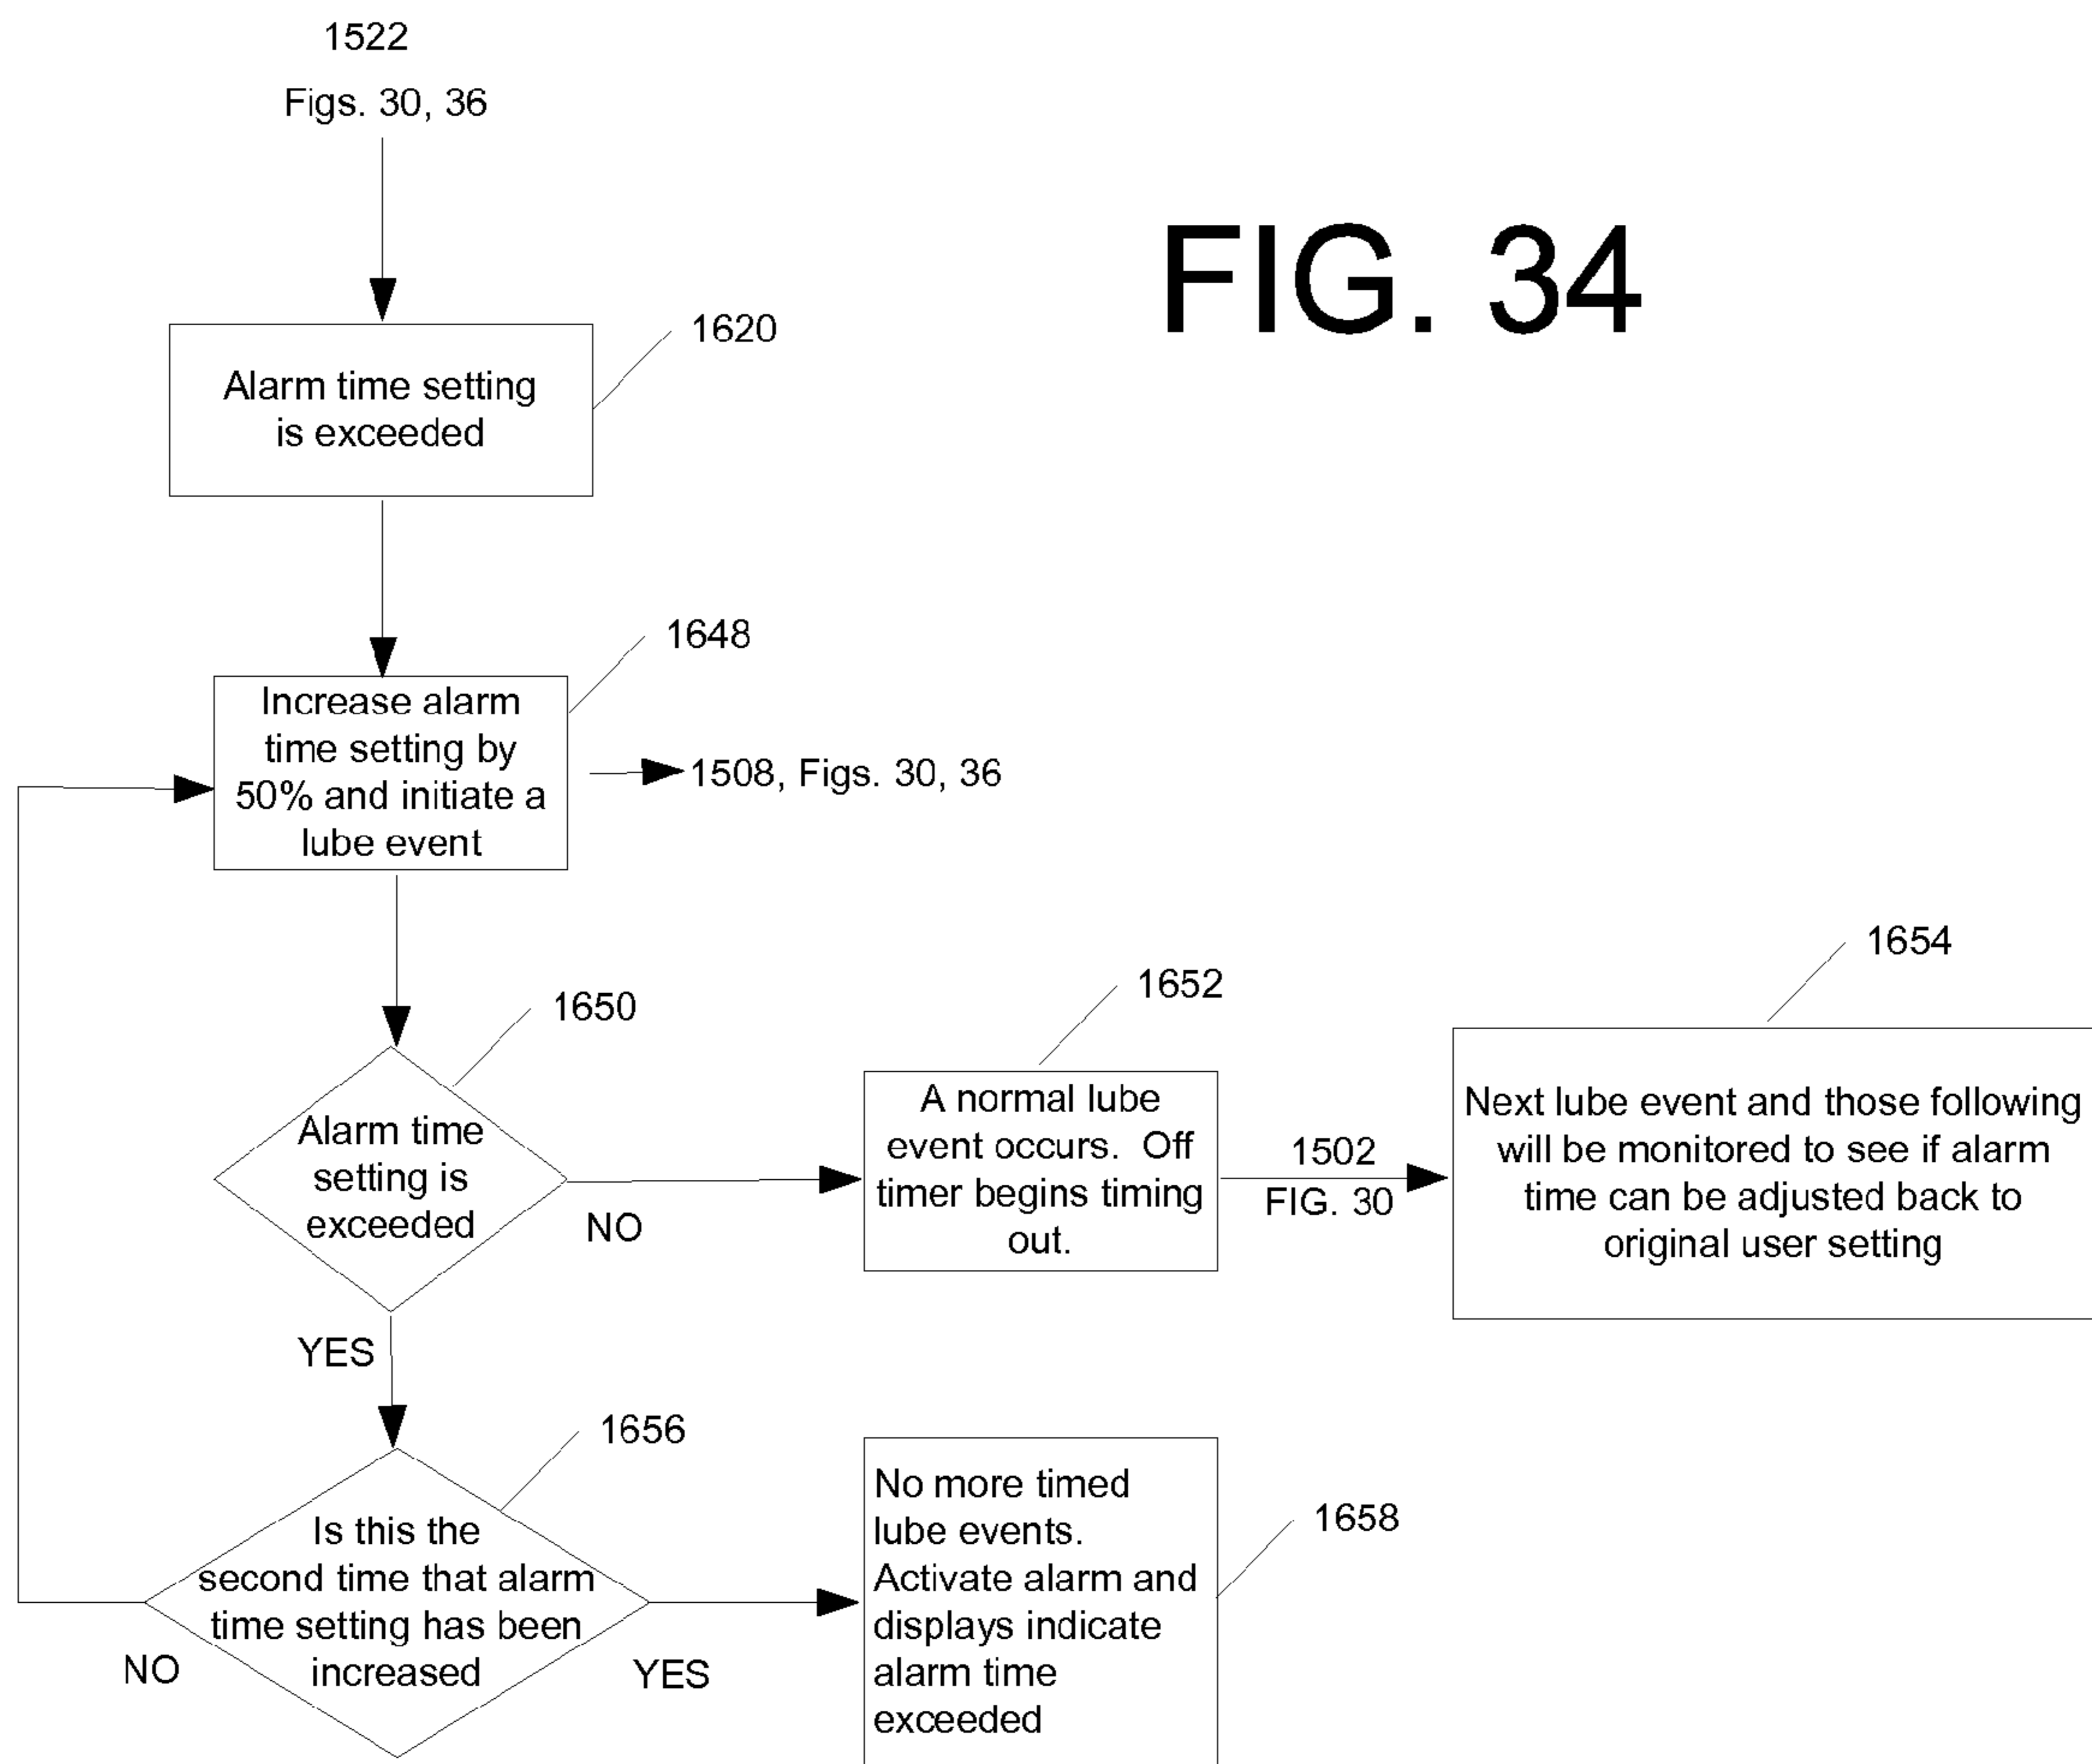 1522
Figs. 30, 36
FIG. 34
1620
Alarm time setting
is exceeded
1648
Increase alarm
time setting by
50% and initiate a
lube event
1508, Figs. 30, 36
1650
Alarm time
setting is
exceeded
NO
YES
1652
A normal lube
event occurs.  Off
timer begins timing
out.
1502
FIG. 30
1654
Next lube event and those following
will be monitored to see if alarm
time can be adjusted back to
original user setting
1656
Is this the
second time that alarm
time setting has been
increased
NO
YES
1658
No more timed
lube events.
Activate alarm and
displays indicate
alarm time
exceeded